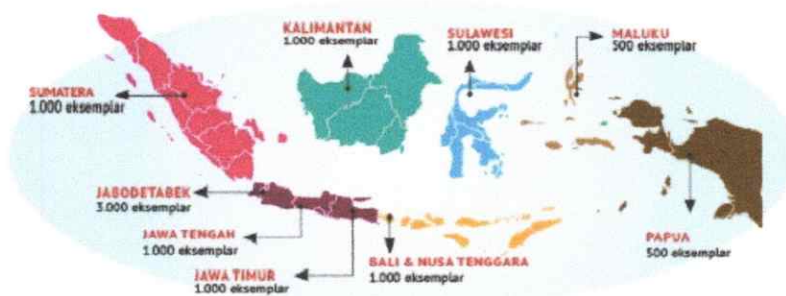 KALIMANTAN
1.000 eksemplar
SULAWESI
1.000 eksemplar
MALUKU
500 eksemplar
SUMATERA
1.000 eksemplar
JABODETABEK
3.000 eksemplar
JAWA TENGAH
1.000 eksemplar
JAWA TIMUR
1.000 eksemplar
BALI & NUSA TENGGARA
1.000 eksemplar
PAPUA
500 eksemplar